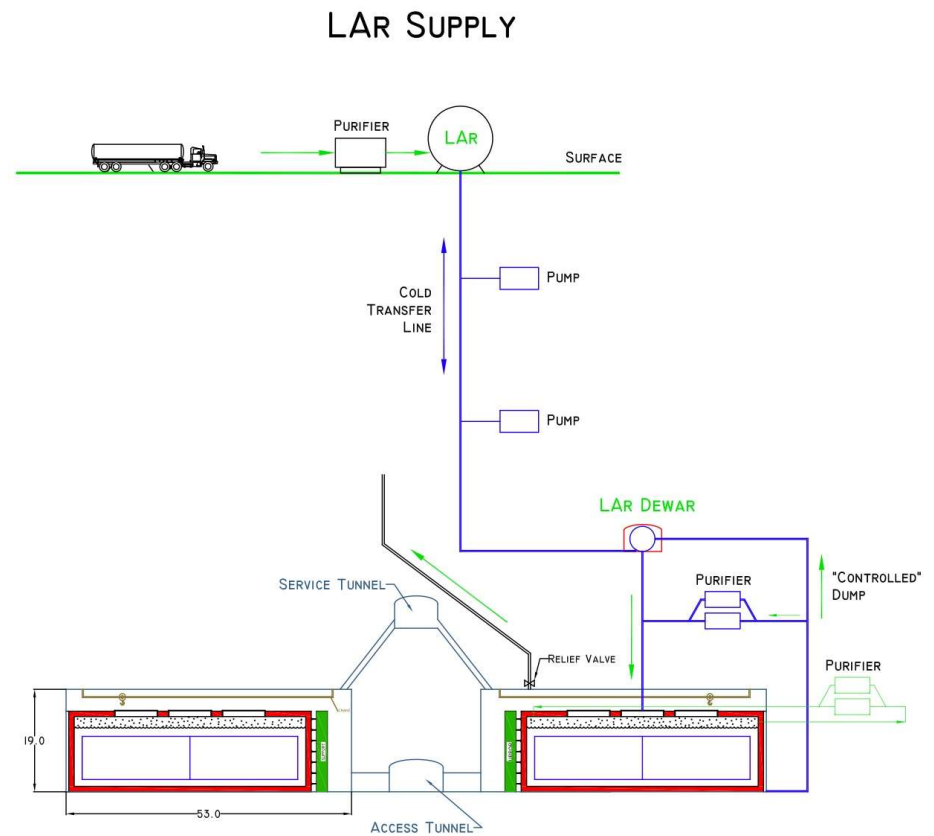 LAr Supply
Purifier
LAr
Surface
Pump
Cold
Transfer
Line
Pump
LAr Dewar
Service Tunnel
Purifier
"Controlled"
Dump
Relief Valve
Purifier
19.0
53.0
Access Tunnel